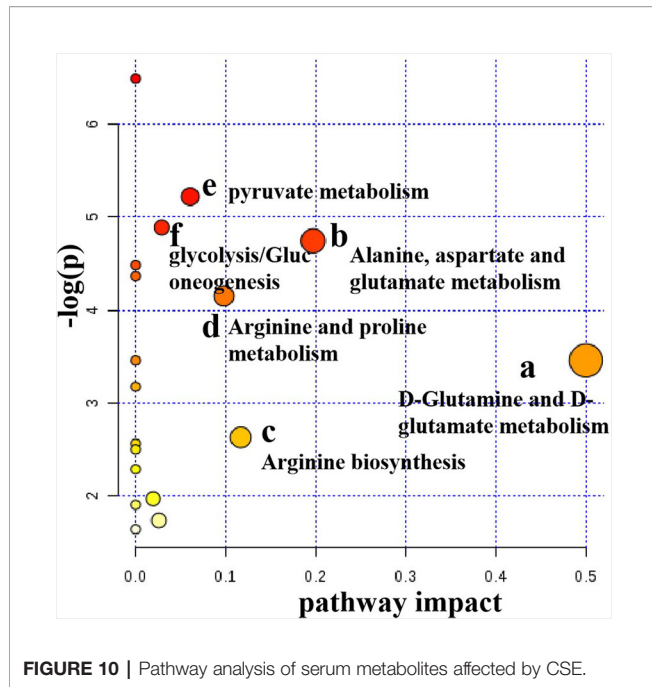 6
5
4
3
2
-log(p)
e pyruvate metabolism
f
glycolysis/Gluc
oneogenesis
b
Alanine, aspartate and
glutamate metabolism
d Arginine and proline
metabolism
a
D-Glutamine and D-
glutamate metabolism
c
Arginine biosynthesis
0.0 0.1 0.2 0.3 0.4 0.5
pathway impact
FIGURE 10 | Pathway analysis of serum metabolites affected by CSE.